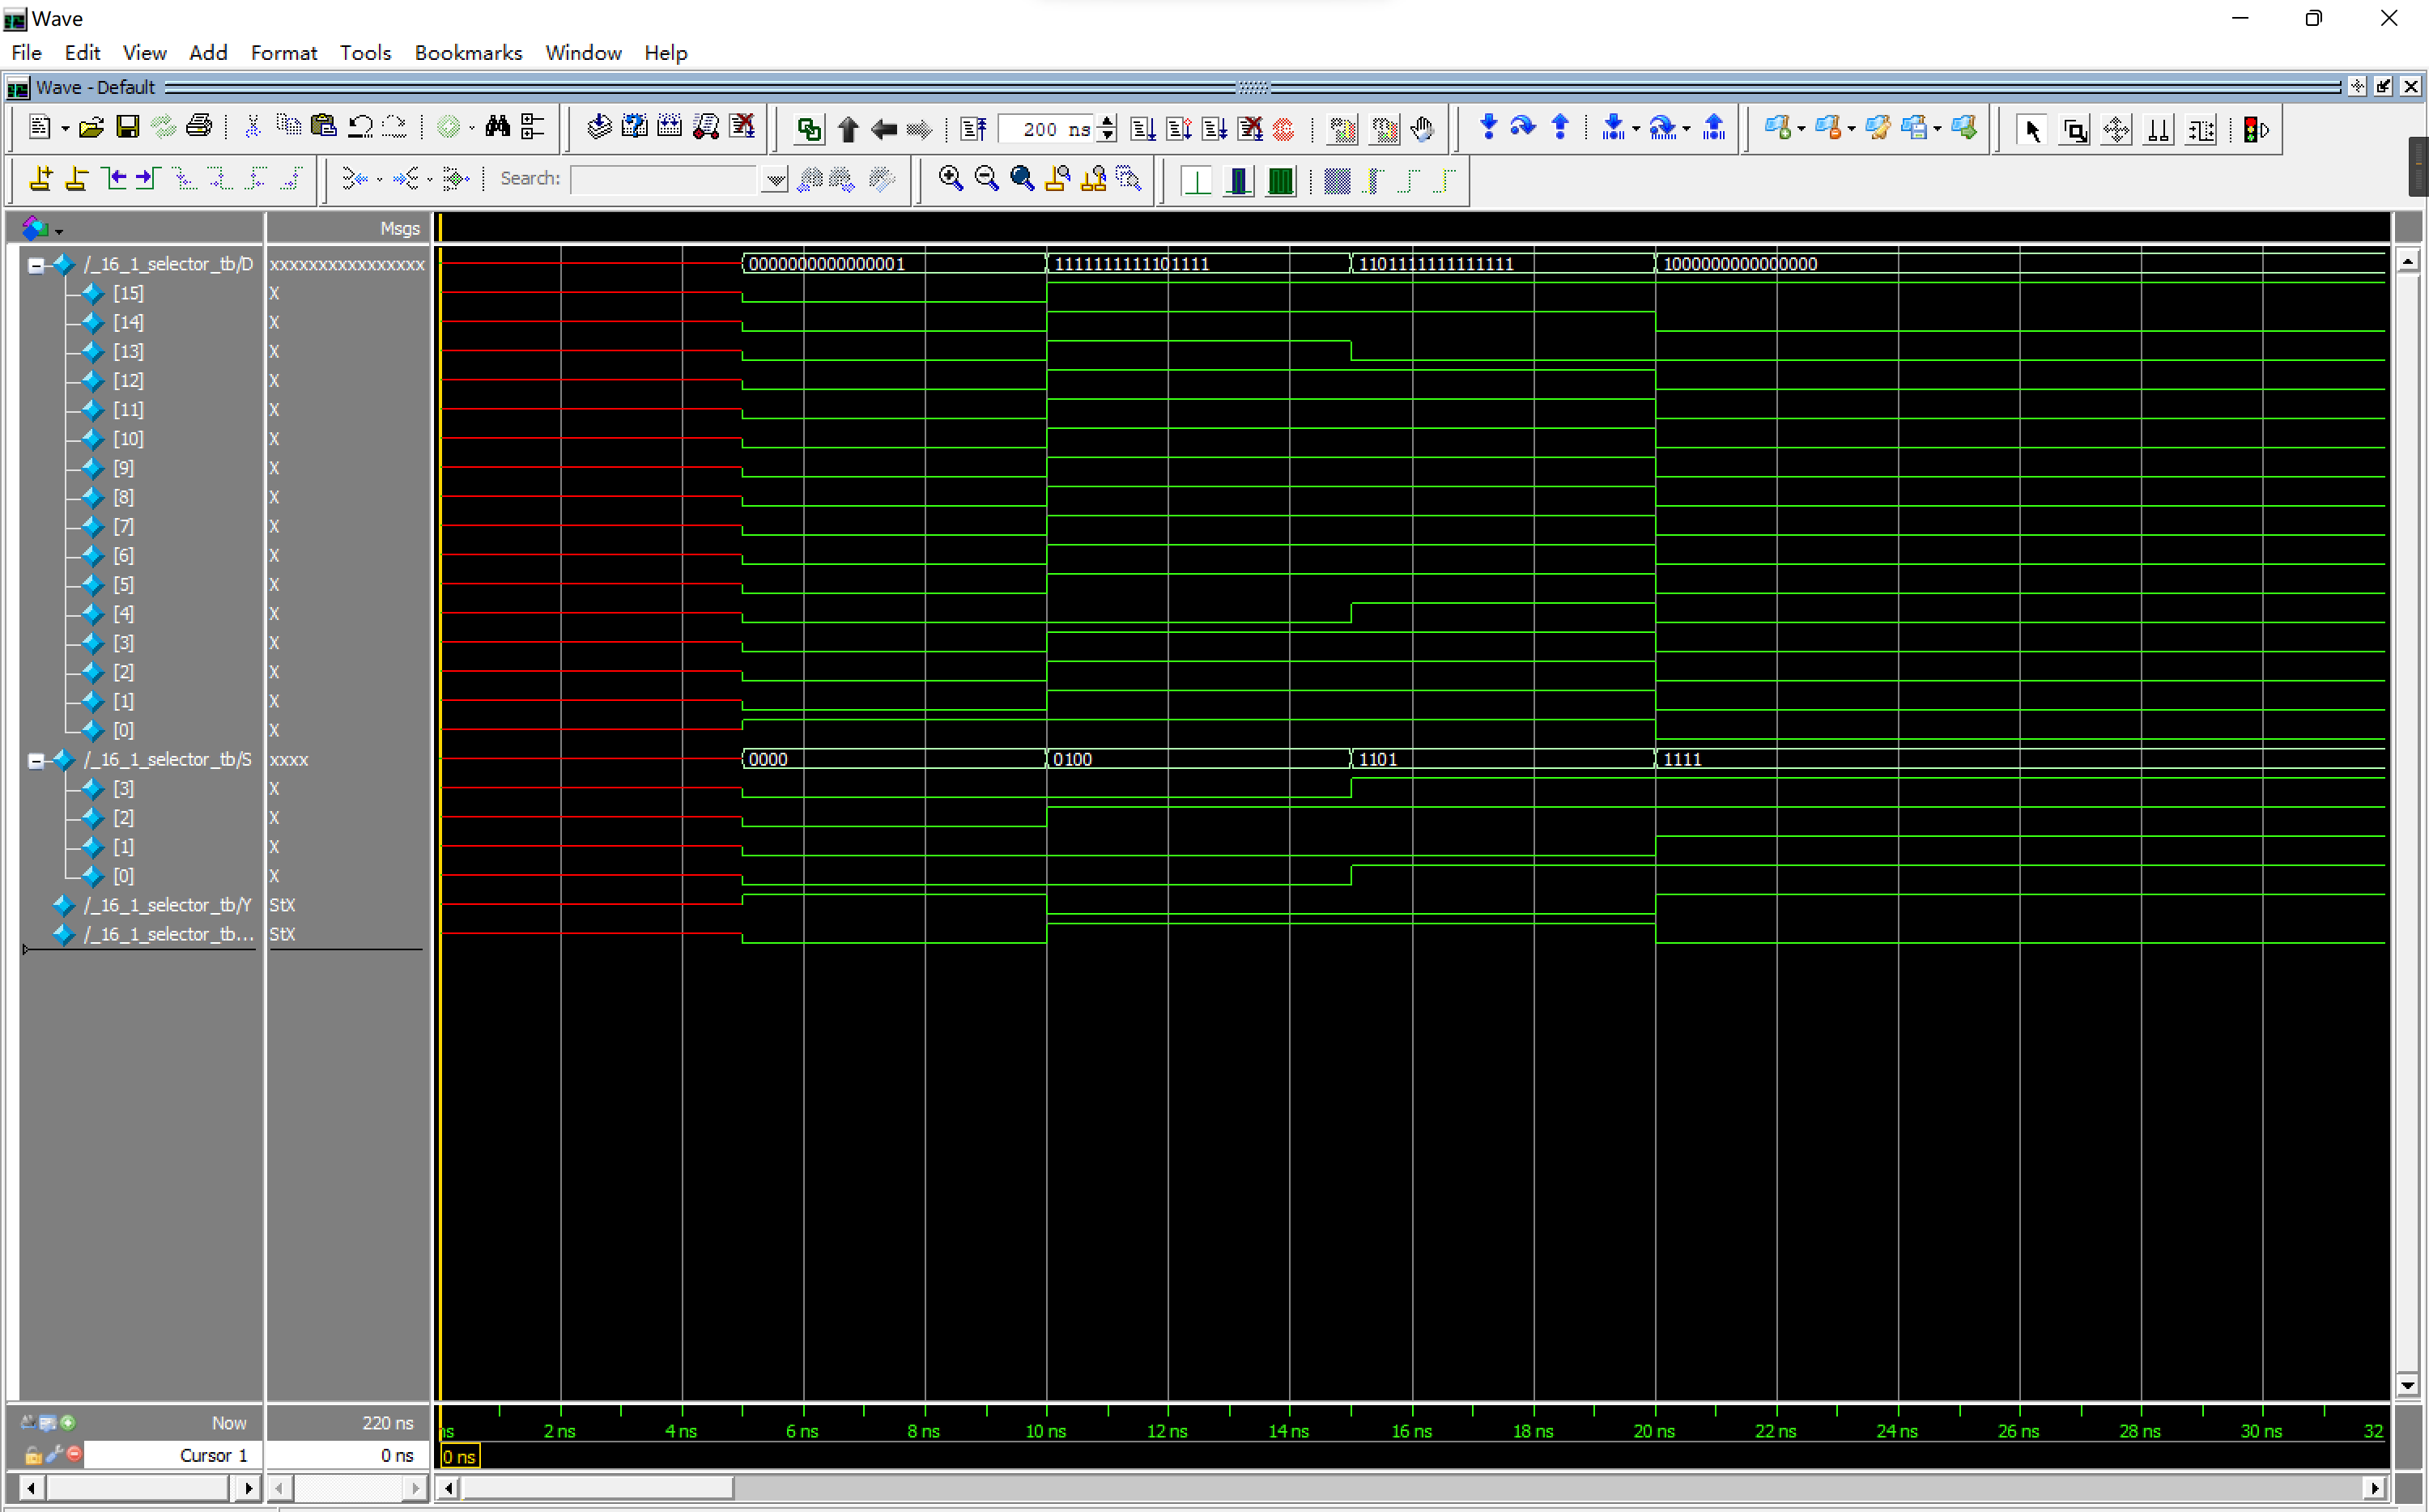 Wave
File Edit View Add Format Tools Bookmarks Window Help
Wave - Default
200 ns
Search:
Msgs
/_16_1_selector_tb/D xxxxxxxxxxxxxxxx 0000000000000001 1111111111101111 1101111111111111 1000000000000000
[15] X
[14] X
[13] X
[12] X
[11] X
[10] X
[9] X
[8] X
[7] X
[6] X
[5] X
[4] X
[3] X
[2] X
[1] X
[0] X
/_16_1_selector_tb/S xxxx 0000 0100 1101 1111
[3] X
[2] X
[1] X
[0] X
/_16_1_selector_tb/Y StX
/_16_1_selector_tb... StX
Now 220 ns ns 2 ns 4 ns 6 ns 8 ns 10 ns 12 ns 14 ns 16 ns 18 ns 20 ns 22 ns 24 ns 26 ns 28 ns 30 ns 32
Cursor 1 0 ns 0 ns